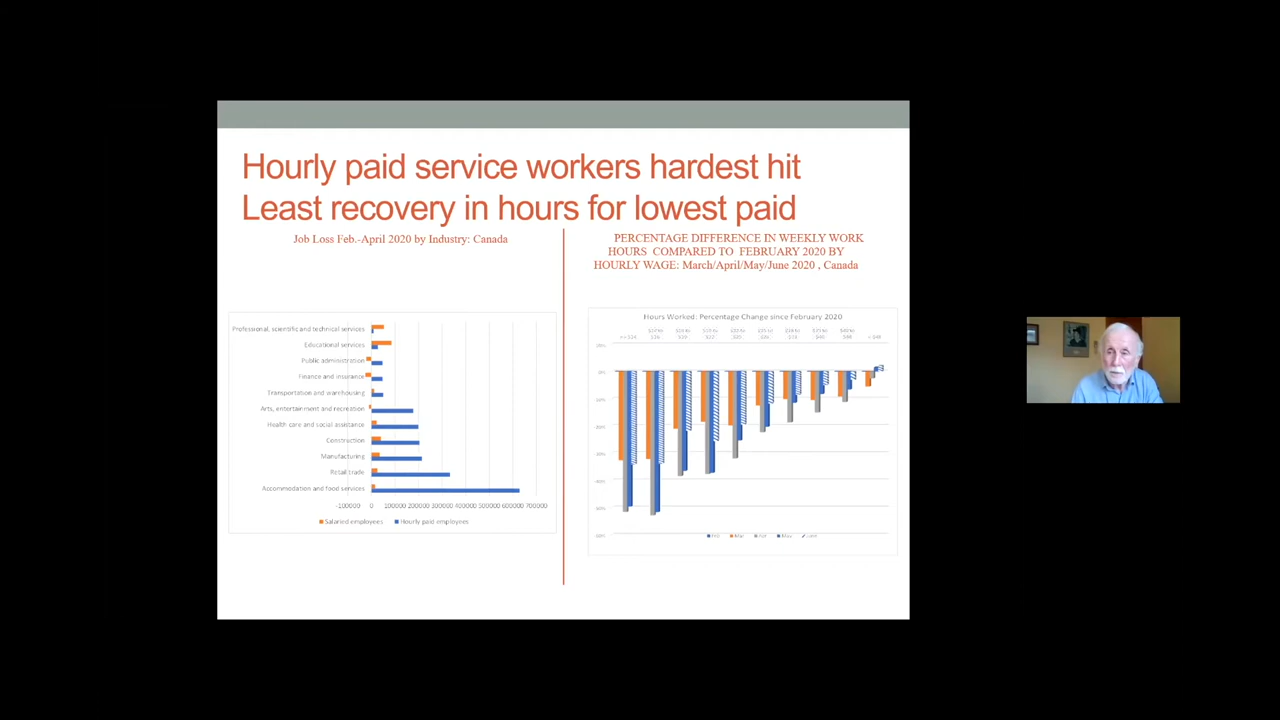 Hourly paid service workers hardest hit
Least recovery in hours for lowest paid
Job Loss Feb.-April 2020 by Industry: Canada
Professional, scientific and technical services
Educational services
Public administration
Finance and insurance
Transportation and warehousing
Arts, entertainment and recreation
Health care and social assistance
Construction
Manufacturing
Retail trade
Accommodation and food services
-100000 0 100000 200000 300000 400000 500000 600000 700000
Salaried employees Hourly paid employees
PERCENTAGE DIFFERENCE IN WEEKLY WORK
HOURS COMPARED TO FEBRUARY 2020 BY
HOURLY WAGE: March/April/May/June 2020 , Canada
Hours Worked: Percentage Change since February 2020
Mar May June